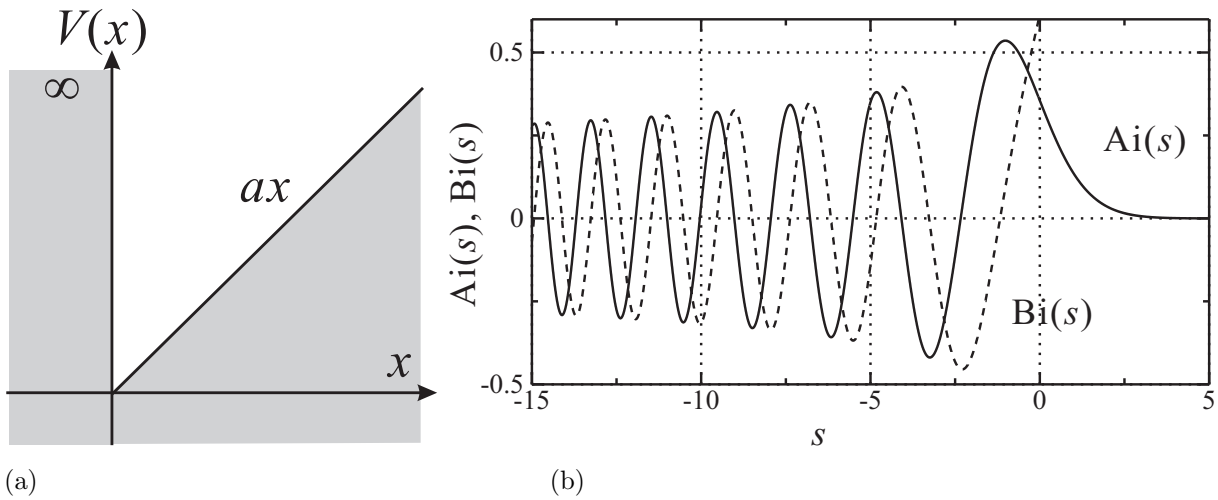 V(x)
∞
ax
x
(a)
Ai(s), Bi(s)
0.5
0
-0.5
Ai(s)
Bi(s)
-15
-10
-5
0
5
s
(b)